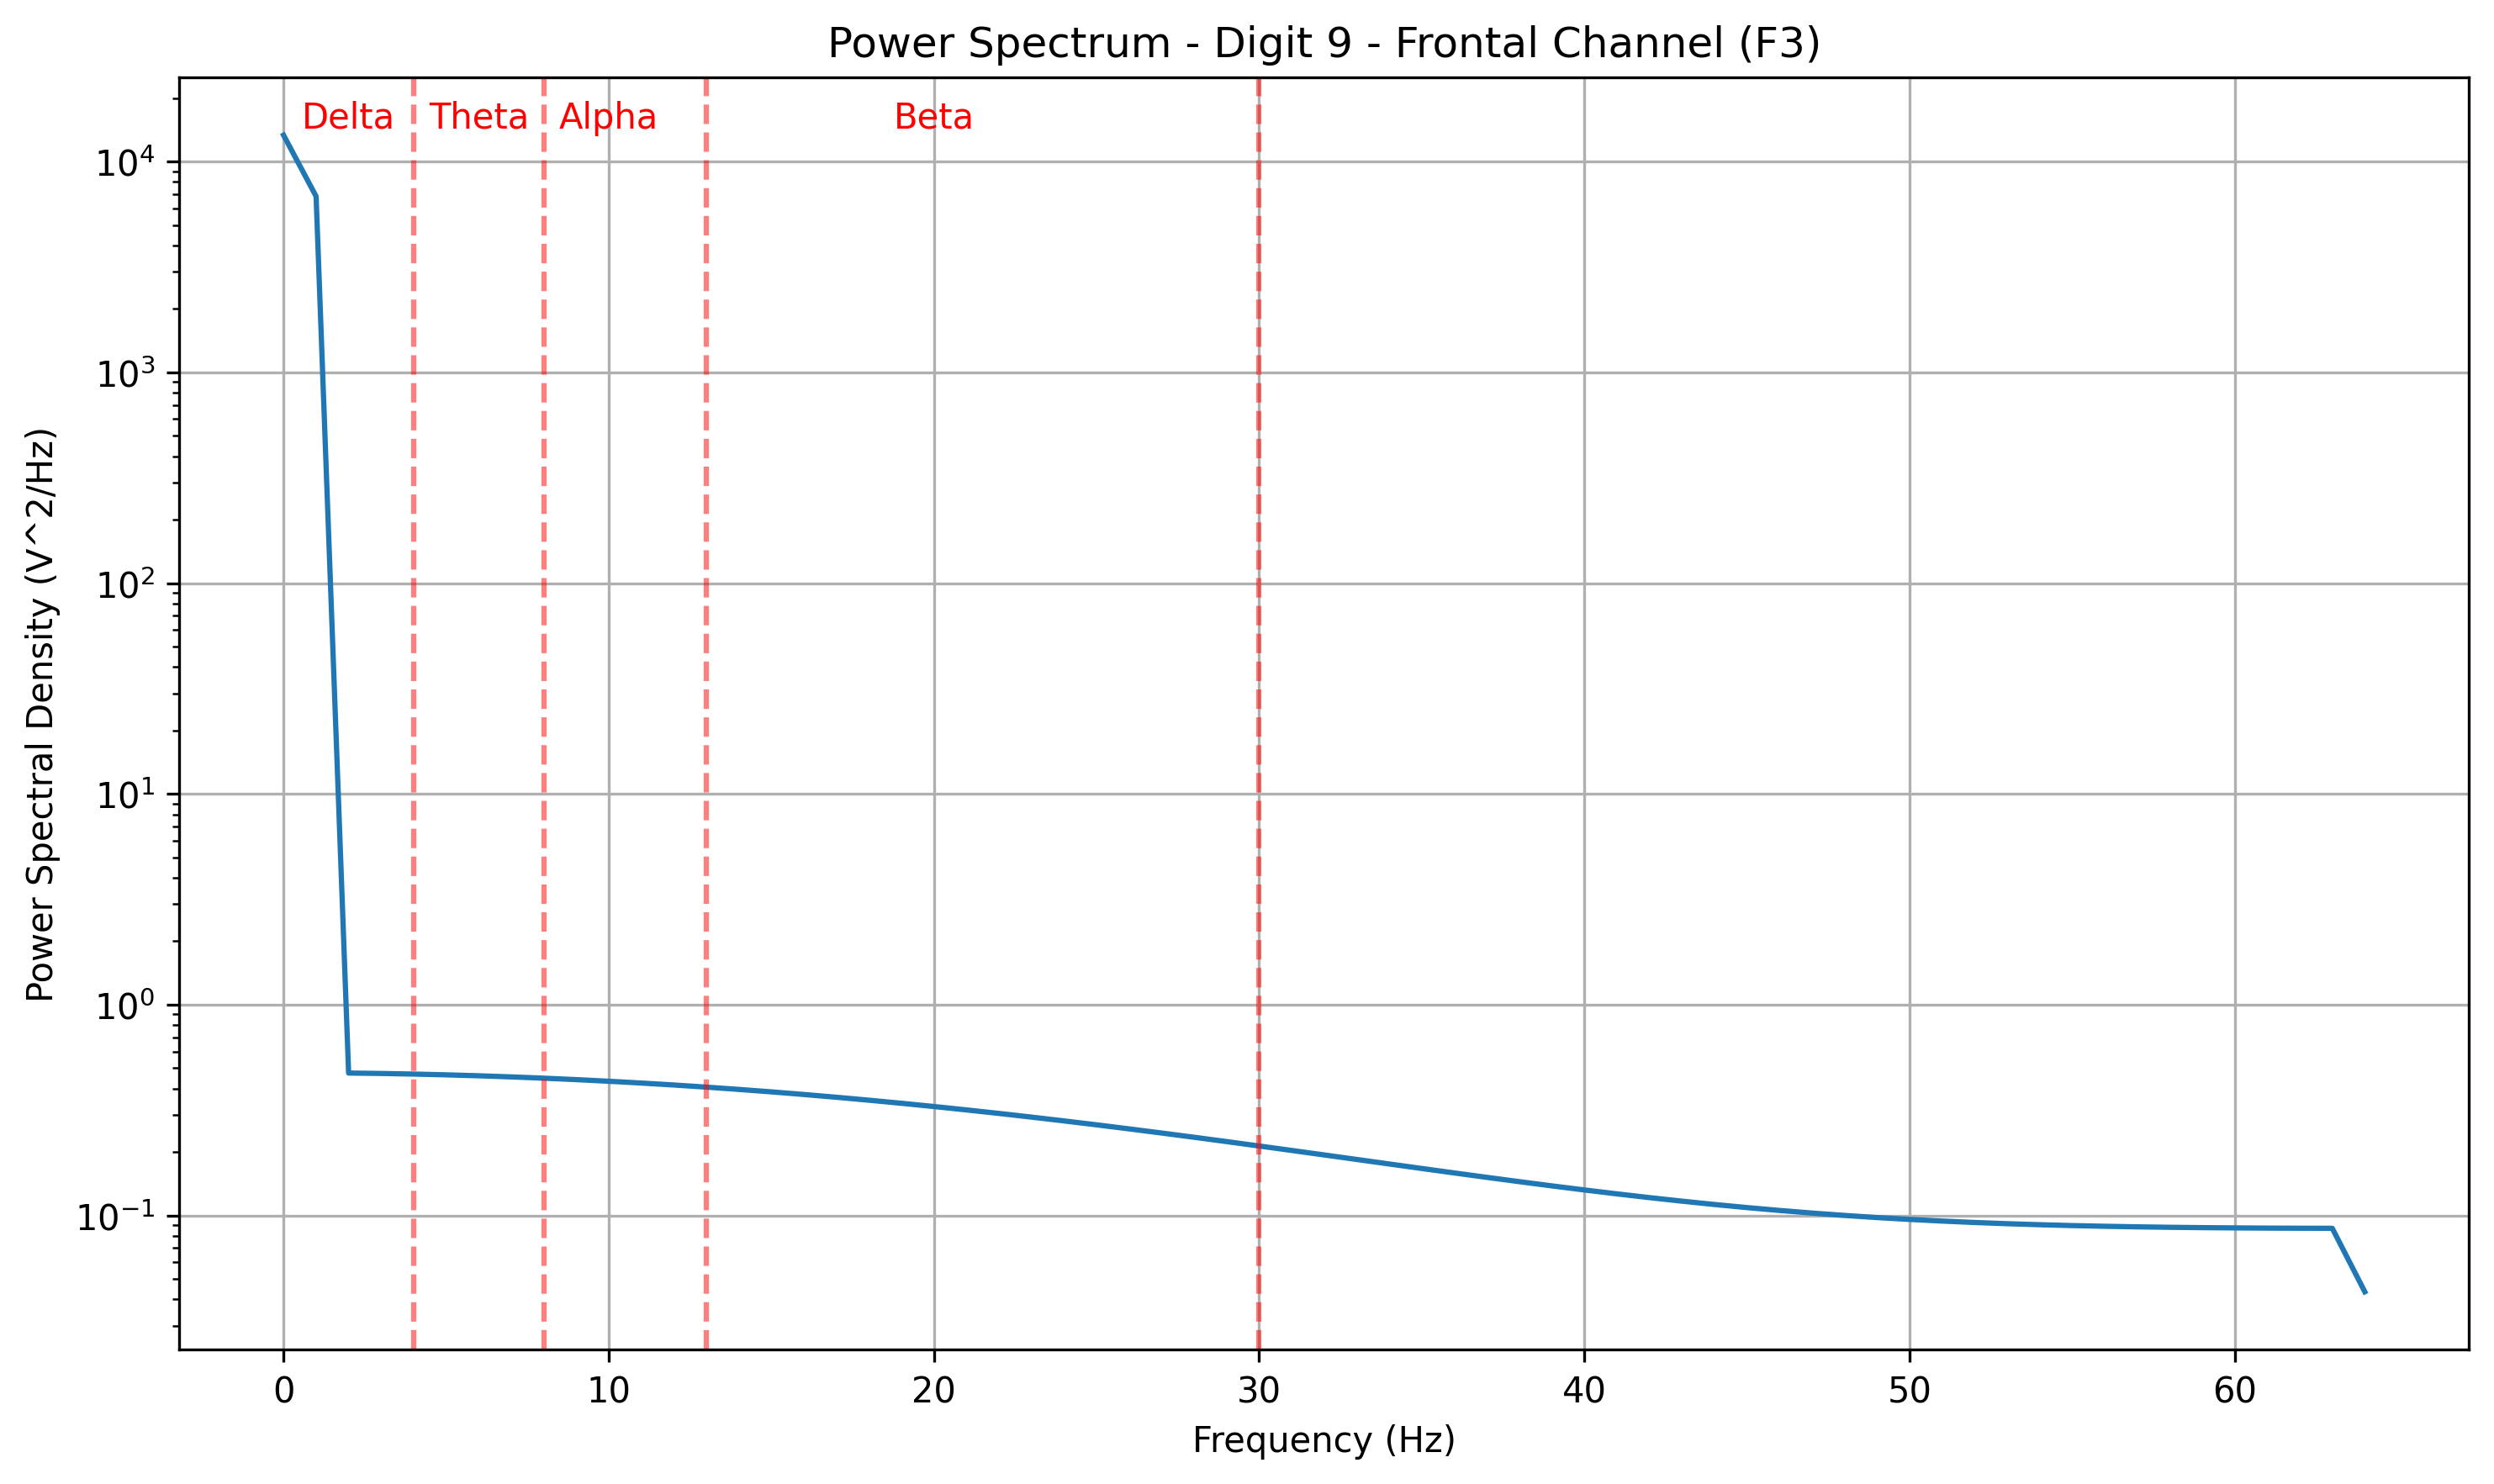 Power Spectrum - Digit 9 - Frontal Channel (F3)
Delta Theta Alpha Beta
10⁴
10³
10²
10¹
10⁰
10⁻¹
Power Spectral Density (V^2/Hz)
0 10 20 30 40 50 60
Frequency (Hz)